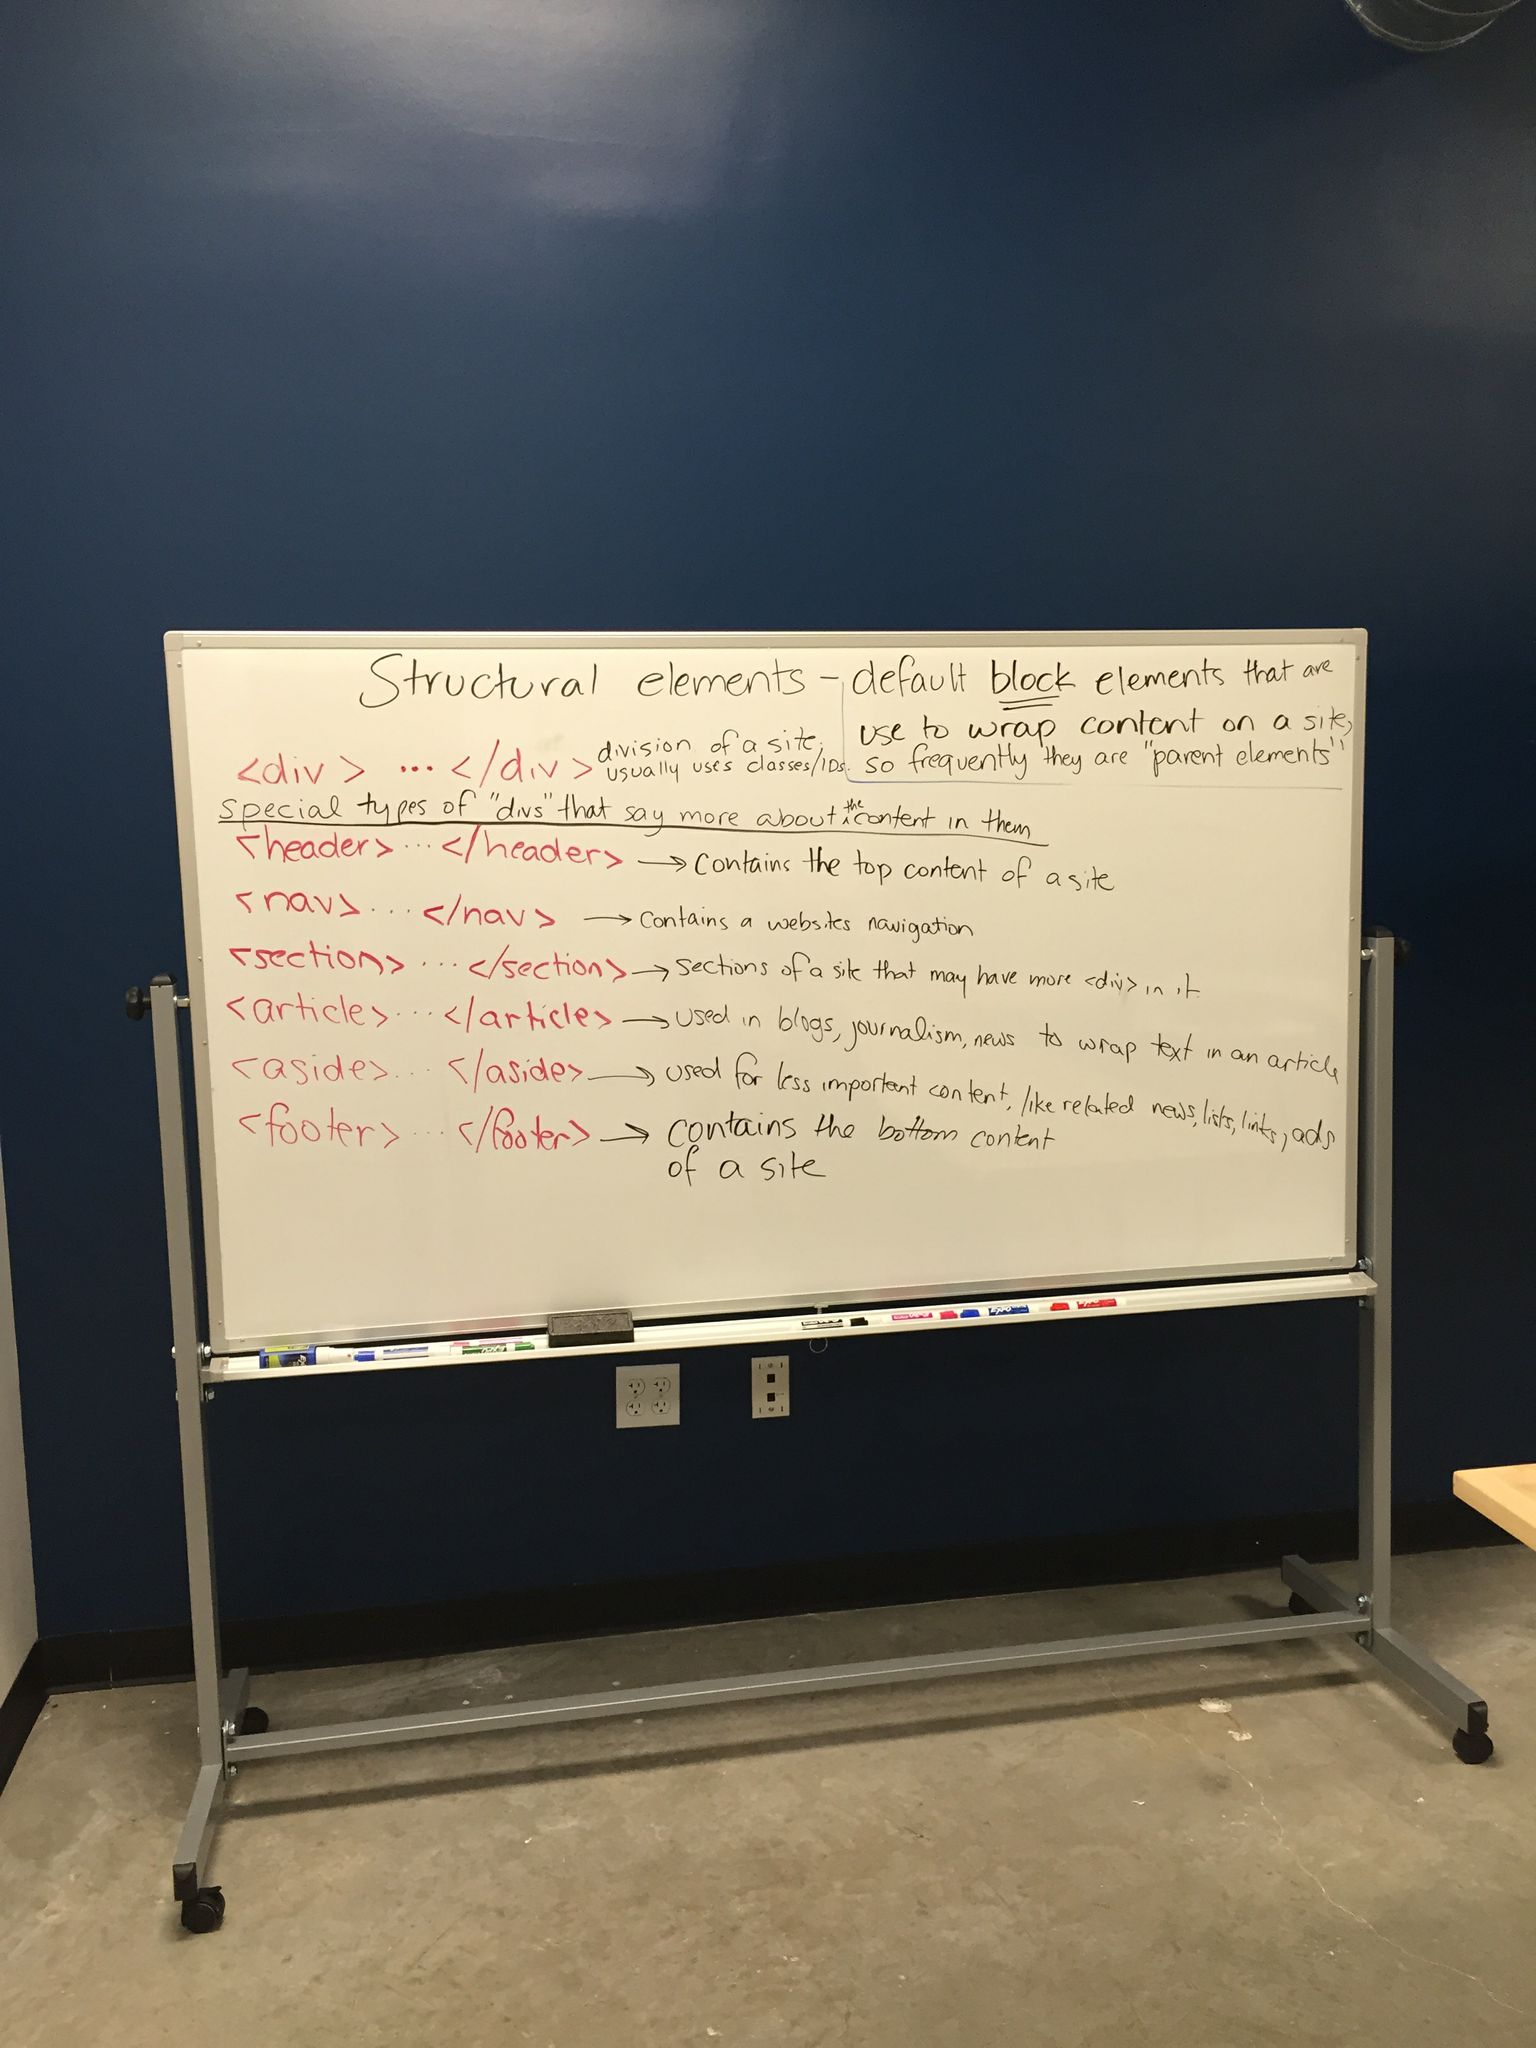 Structural elements - default block elements that are
use to wrap content on a site,
so frequently they are "parent elements"
<div> ... </div> division of a site,
usually uses classes/IDs.
special types of "divs" that say more about the content in them
<header> ... </header> → contains the top content of a site
<nav> ... </nav> → contains a websites navigation
<section> ... </section> → sections of a site that may have more <div> in it
<article> ... </article> → used in blogs, journalism, news to wrap text in an article
<aside> ... </aside> → used for less important content, like related news, lists, links, ads
<footer> ... </footer> → contains the bottom content
of a site